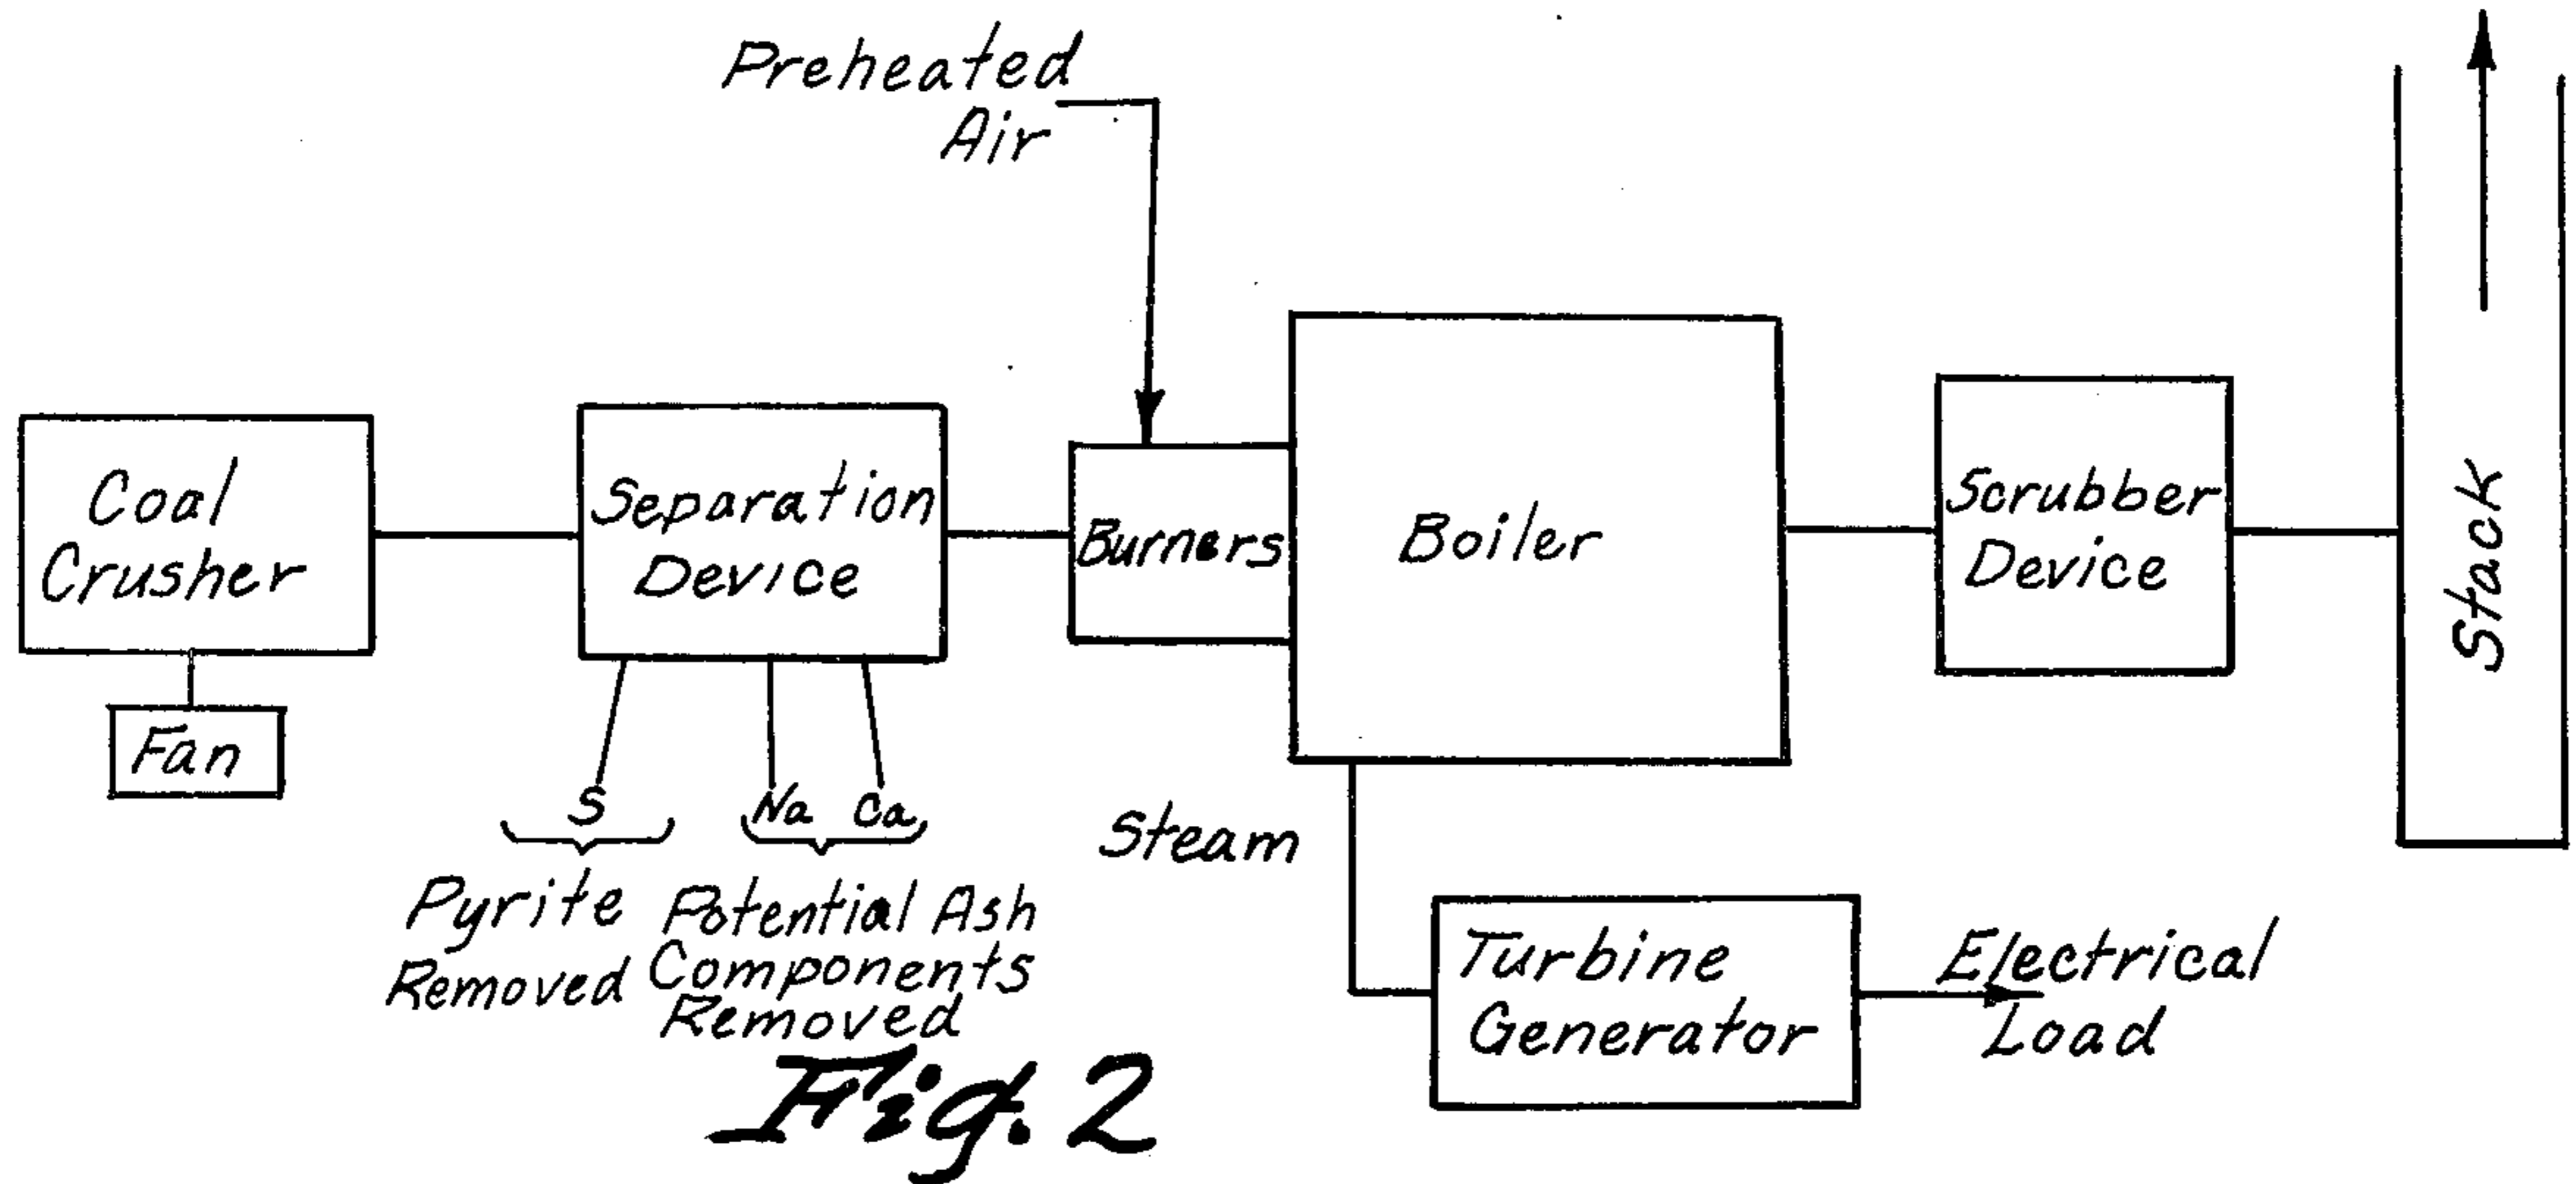 Preheated
Air
Coal
Crusher
Fan
Separation
Device
S
Na Ca
Pyrite
Removed
Potential Ash
Components
Removed
Burners
Boiler
Steam
Turbine
Generator
Electrical
Load
Scrubber
Device
Stack
Fig. 2